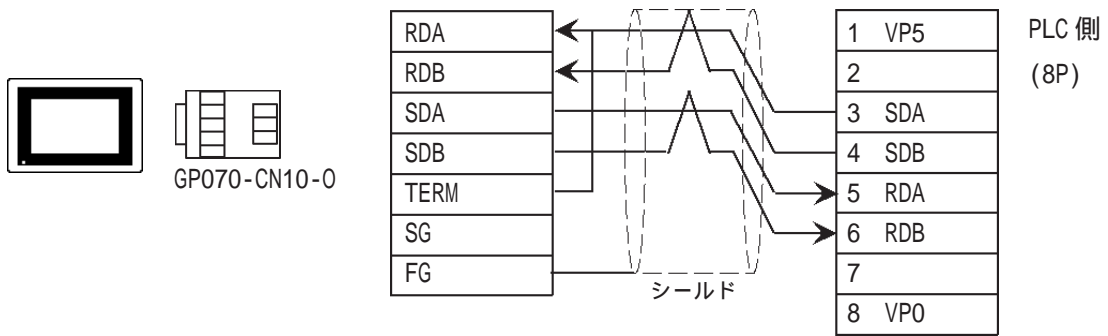 GP070-CN10-O
RDA
RDB
SDA
SDB
TERM
SG
FG
シールド
1 VP5
2
3 SDA
4 SDB
5 RDA
6 RDB
7
8 VP0
PLC 側
(8P)